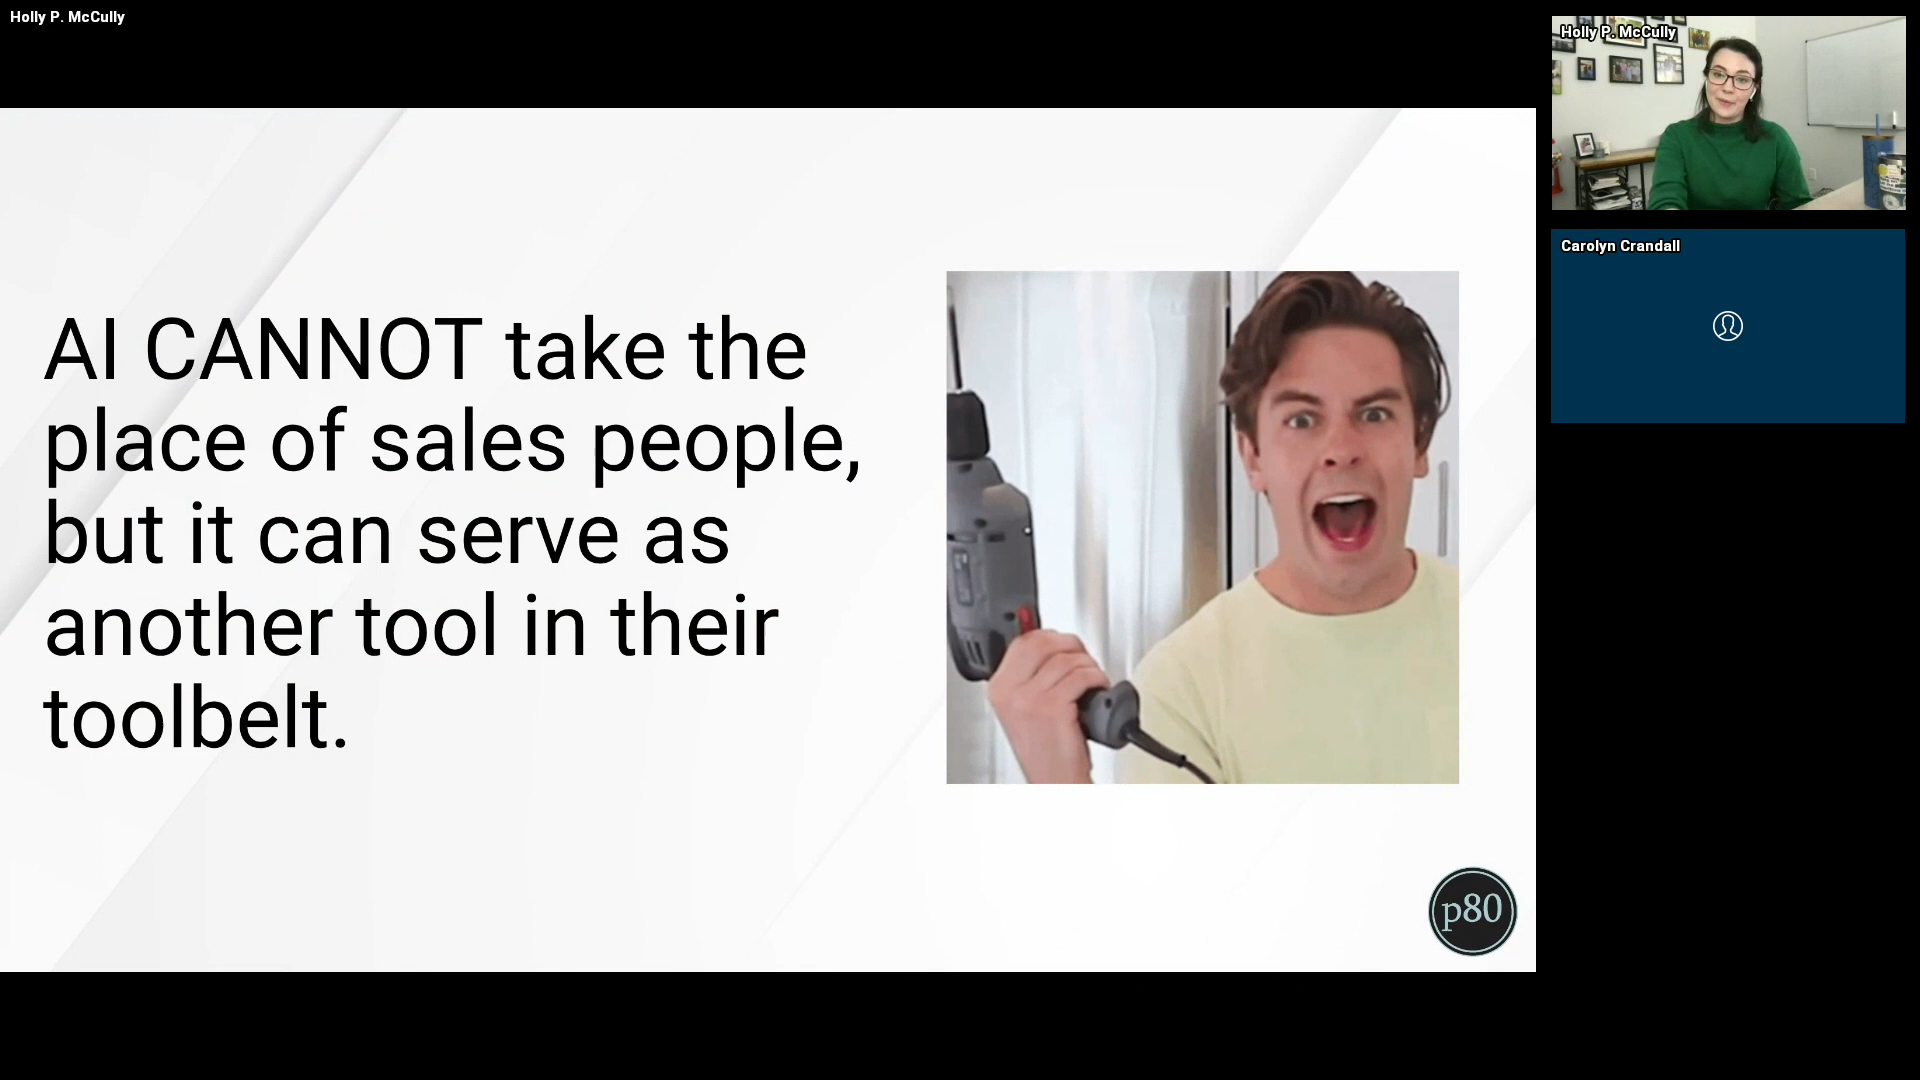 Holly P. McCully
Holly P. McCully
Carolyn Crandall
AI CANNOT take the
place of sales people,
but it can serve as
another tool in their
toolbelt.
p80